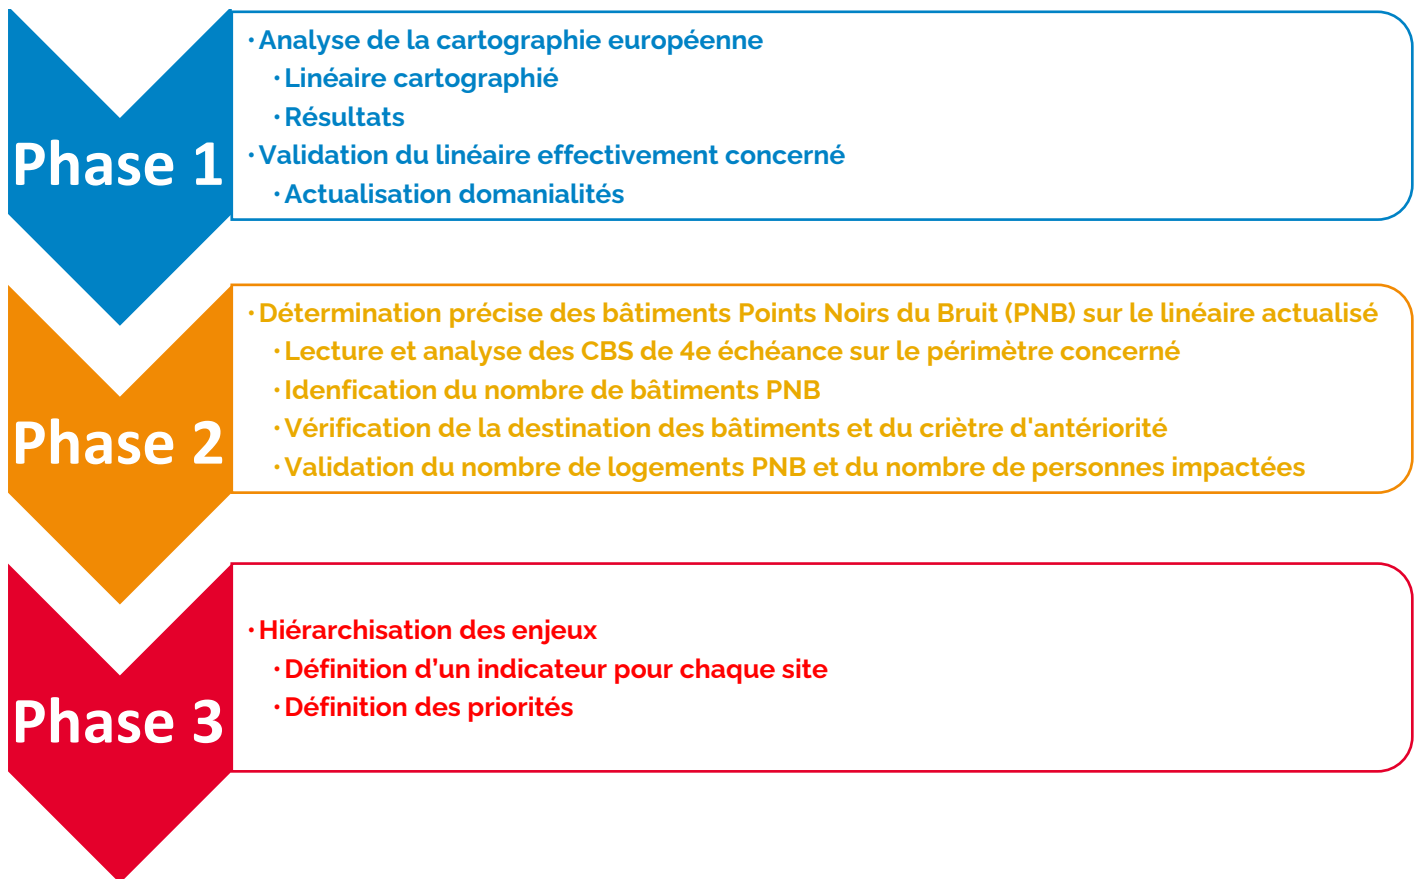 Phase 1
· Analyse de la cartographie européenne
· Linéaire cartographié
· Résultats
· Validation du linéaire effectivement concerné
· Actualisation domanialités
Phase 2
· Détermination précise des bâtiments Points Noirs du Bruit (PNB) sur le linéaire actualisé
· Lecture et analyse des CBS de 4e échéance sur le périmètre concerné
· Idenfication du nombre de bâtiments PNB
· Vérification de la destination des bâtiments et du criètre d'antériorité
· Validation du nombre de logements PNB et du nombre de personnes impactées
Phase 3
· Hiérarchisation des enjeux
· Définition d’un indicateur pour chaque site
· Définition des priorités